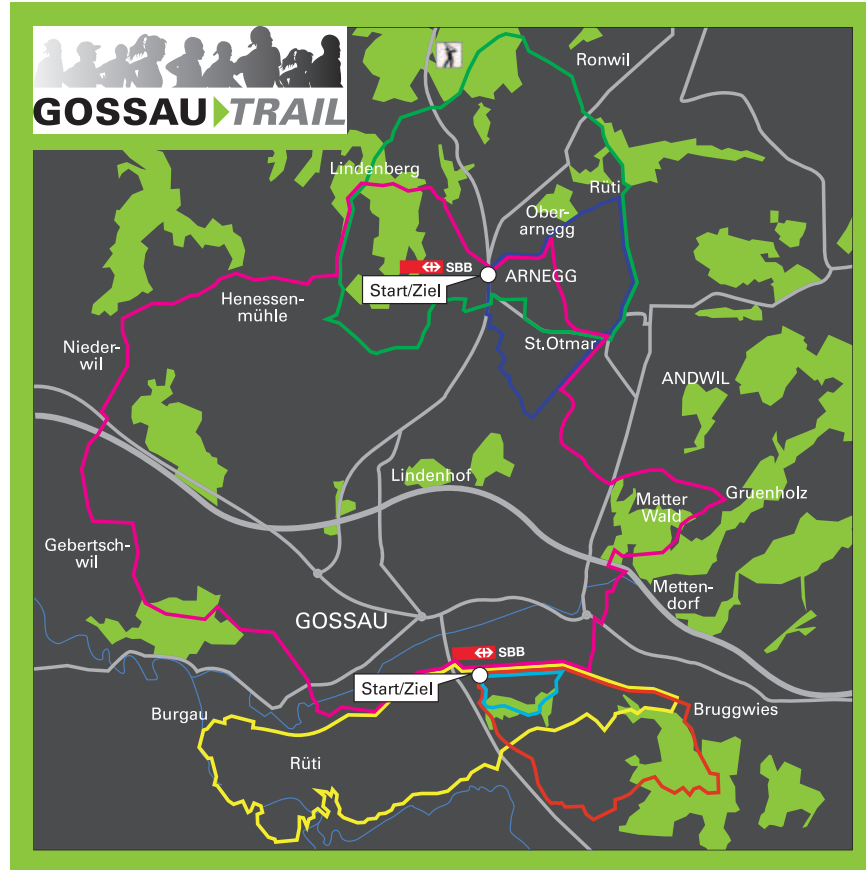 GOSSAU TRAIL
Ronwil
Lindenberg
Rüti
Ober-
arnegg
SBB
ARNEGG
Start/Ziel
Henessen-
mühle
St.Otmar
Nieder-
wil
ANDWIL
Lindenhof
Matter
Wald
Gruenholz
Gebertsch-
wil
Metten-
dorf
GOSSAU
SBB
Start/Ziel
Burgau
Bruggwies
Rüti